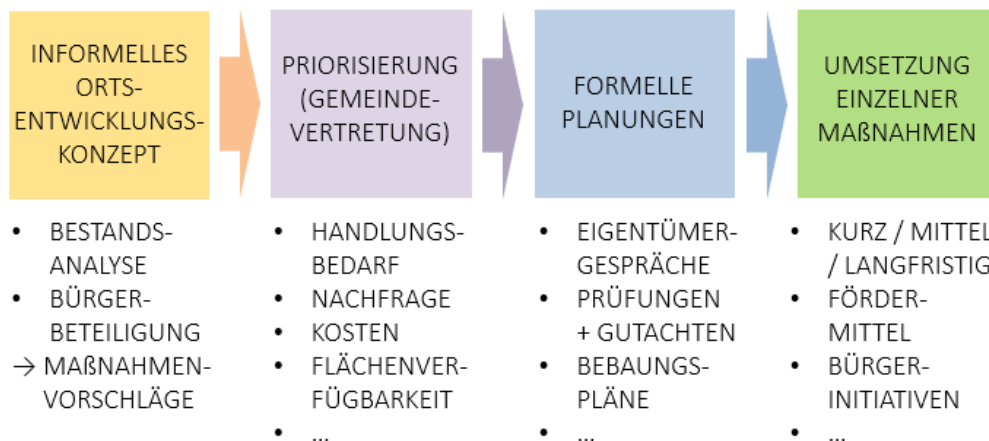 INFORMELLES
ORTS-
ENTWICKLUNGS-
KONZEPT
• BESTANDS-
ANALYSE
• BÜRGER-
BETEILIGUNG
→ MAßNAHMEN-
VORSCHLÄGE
PRIORISIERUNG
(GEMEINDE-
VERTRETUNG)
• HANDLUNGS-
BEDARF
• NACHFRAGE
• KOSTEN
• FLÄCHENVER-
FÜGBARKEIT
• ...
FORMELLE
PLANUNGEN
• EIGENTÜMER-
GESPRÄCHE
• PRÜFUNGEN
+ GUTACHTEN
• BEBAUNGS-
PLÄNE
• ...
UMSETZUNG
EINZELNER
MAßNAHMEN
• KURZ / MITTEL
/ LANGFRISTIG
• FÖRDER-
MITTEL
• BÜRGER-
INITIATIVEN
• ...